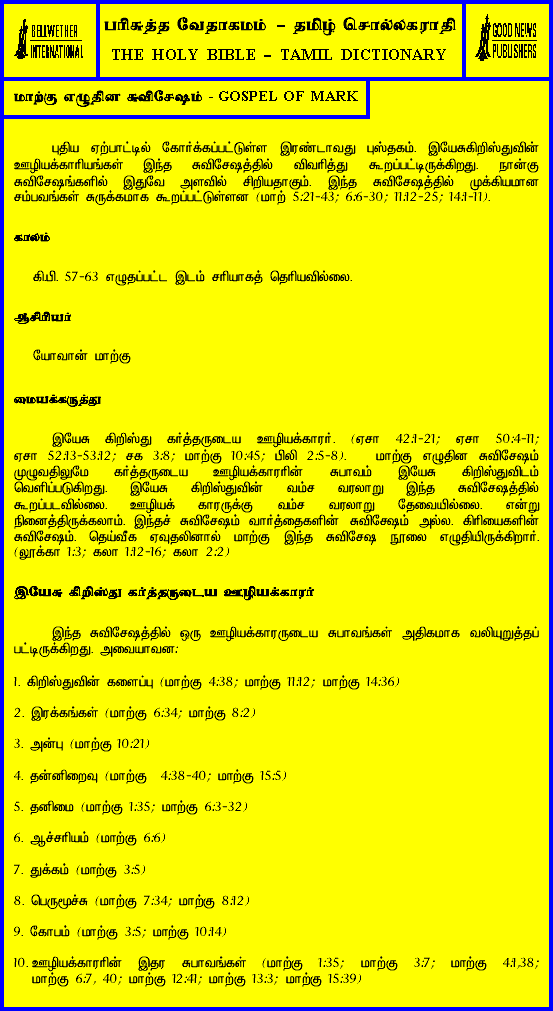 BELLWETHER
INTERNATIONAL
பரிசுத்த வேதாகமம் – தமிழ் சொல்லகராதி
THE HOLY BIBLE – TAMIL DICTIONARY
GOOD NEWS
PUBLISHERS
மாற்கு எழுதின சுவிசேஷம் - GOSPEL OF MARK
புதிய ஏற்பாட்டில் கோர்க்கப்பட்டுள்ள இரண்டாவது புஸ்தகம். இயேசுகிறிஸ்துவின்
ஊழியக்காரியங்கள் இந்த சுவிசேஷத்தில் விவரித்து கூறப்பட்டிருக்கிறது. நான்கு
சுவிசேஷங்களில் இதுவே அளவில் சிறியதாகும். இந்த சுவிசேஷத்தில் முக்கியமான
சம்பவங்கள் சுருக்கமாக கூறப்பட்டுள்ளன (மாற் 5:21-43; 6:6-30; 11:12-25; 14:1-11).
காலம்
கி.பி. 57-63 எழுதப்பட்ட இடம் சரியாகத் தெரியவில்லை.
ஆசிரியர்
யோவான் மாற்கு
மையக்கருத்து
இயேசு கிறிஸ்து கர்த்தருடைய ஊழியக்காரர். (ஏசா 42:1-21; ஏசா 50:4-11;
ஏசா 52:13-53:12; சக 3:8; மாற்கு 10:45; பிலி 2:5-8). மாற்கு எழுதின சுவிசேஷம்
முழுவதிலுமே கர்த்தருடைய ஊழியக்காரரின் சுபாவம் இயேசு கிறிஸ்துவிடம்
வெளிப்படுகிறது. இயேசு கிறிஸ்துவின் வம்ச வரலாறு இந்த சுவிசேஷத்தில்
கூறப்படவில்லை. ஊழியக் காரருக்கு வம்ச வரலாறு தேவையில்லை. என்று
நினைத்திருக்கலாம். இந்தச் சுவிசேஷம் வார்த்தைகளின் சுவிசேஷம் அல்ல. கிரியைகளின்
சுவிசேஷம். தெய்வீக ஏவுதலினால் மாற்கு இந்த சுவிசேஷ நூலை எழுதியிருக்கிறார்.
(லூக்கா 1:3; கலா 1:12-16; கலா 2:2)
இயேசு கிறிஸ்து கர்த்தருடைய ஊழியக்காரர்
இந்த சுவிசேஷத்தில் ஒரு ஊழியக்காரருடைய சுபாவங்கள் அதிகமாக வலியுறுத்தப்
பட்டிருக்கிறது. அவையாவன:
1. கிறிஸ்துவின் களைப்பு (மாற்கு 4:38; மாற்கு 11:12; மாற்கு 14:36)
2. இரக்கங்கள் (மாற்கு 6:34; மாற்கு 8:2)
3. அன்பு (மாற்கு 10:21)
4. தன்னிறைவு (மாற்கு 4:38-40; மாற்கு 15:5)
5. தனிமை (மாற்கு 1:35; மாற்கு 6:3-32)
6. ஆச்சரியம் (மாற்கு 6:6)
7. துக்கம் (மாற்கு 3:5)
8. பெருமூச்சு (மாற்கு 7:34; மாற்கு 8:12)
9. கோபம் (மாற்கு 3:5; மாற்கு 10:14)
10. ஊழியக்காரரின் இதர சுபாவங்கள் (மாற்கு 1:35; மாற்கு 3:7; மாற்கு 4:1,38;
மாற்கு 6:7, 40; மாற்கு 12:41; மாற்கு 13:3; மாற்கு 15:39)